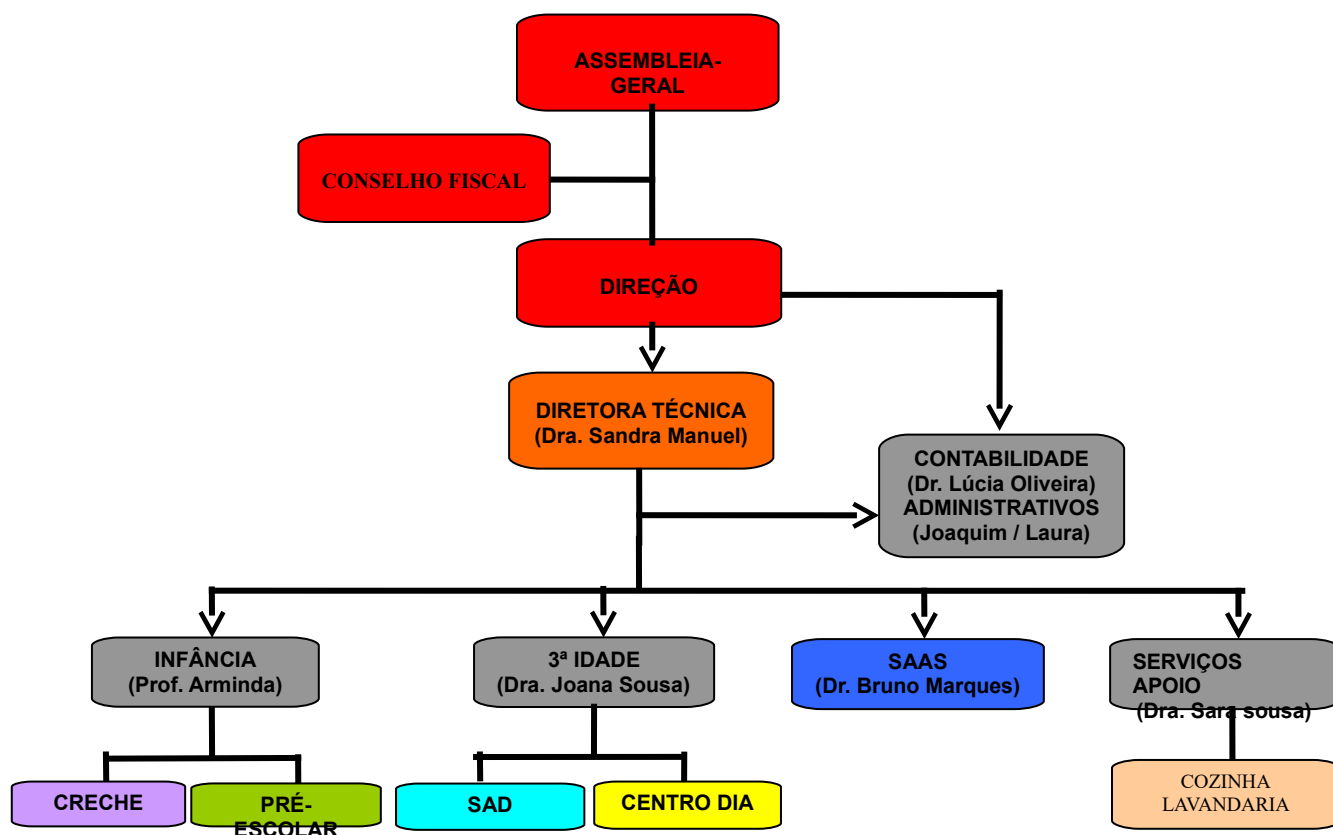 ASSEMBLEIA-
GERAL
CONSELHO FISCAL
DIREÇÃO
DIRETORA TÉCNICA
(Dra. Sandra Manuel)
CONTABILIDADE
(Dr. Lúcia Oliveira)
ADMINISTRATIVOS
(Joaquim / Laura)
INFÂNCIA
(Prof. Arminda)
3ª IDADE
(Dra. Joana Sousa)
SAAS
(Dr. Bruno Marques)
SERVIÇOS
APOIO
(Dra. Sara sousa)
CRECHE
PRÉ-
ESCOLAR
SAD
CENTRO DIA
COZINHA
LAVANDARIA